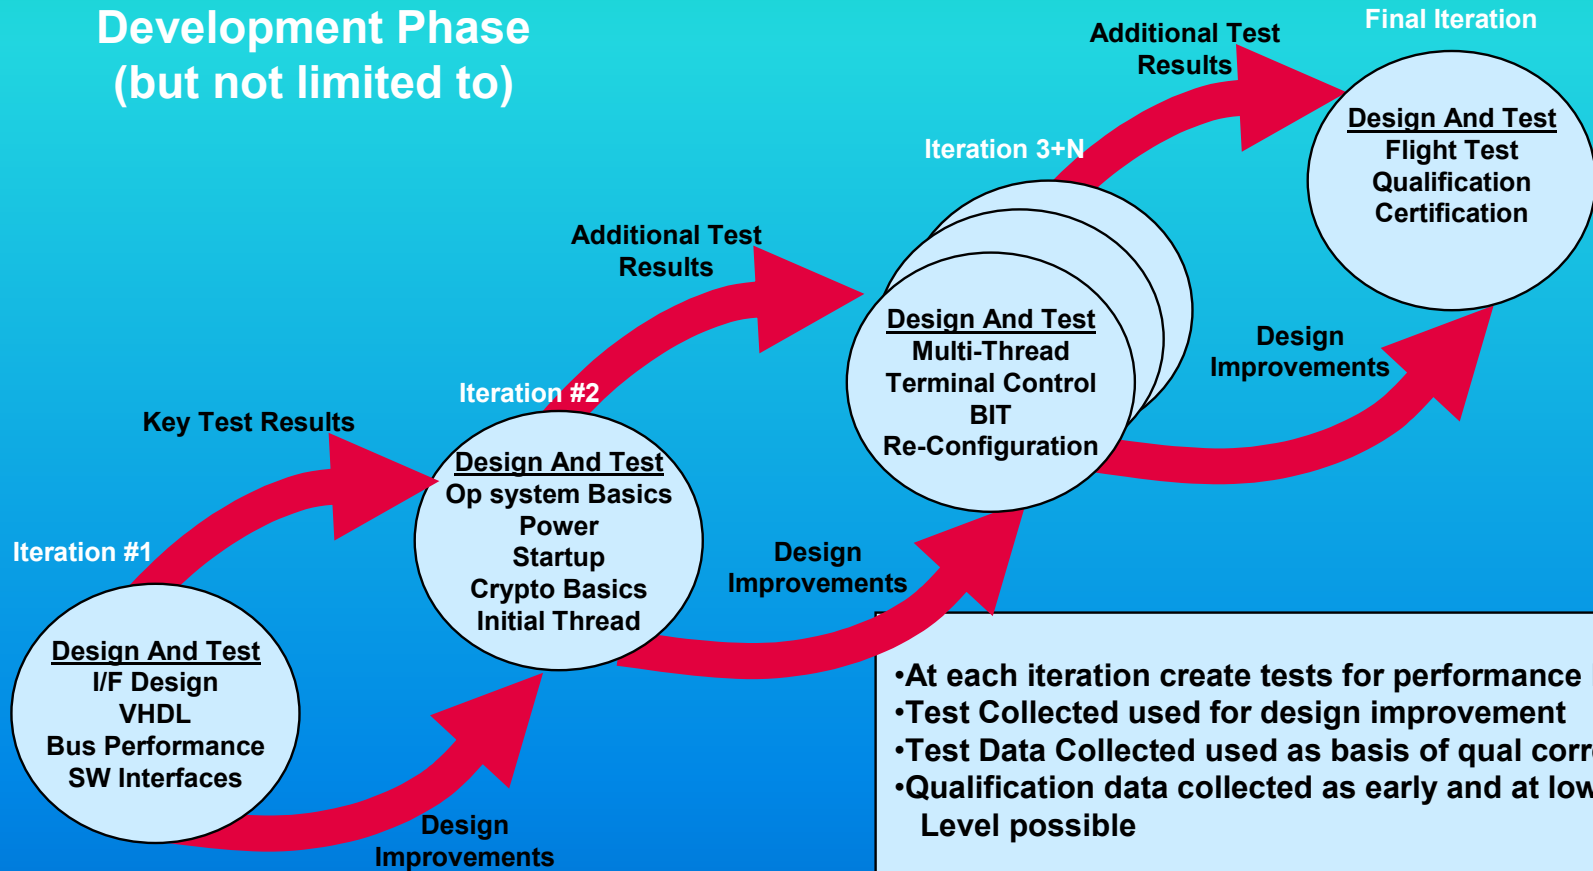 Development Phase
(but not limited to)
Final Iteration
Additional Test
Results
Design And Test
Flight Test
Qualification
Certification
Iteration 3+N
Additional Test
Results
Design And Test
Multi-Thread
Terminal Control
BIT
Re-Configuration
Design
Improvements
Iteration #2
Key Test Results
Design And Test
Op system Basics
Power
Startup
Crypto Basics
Initial Thread
Design
Improvements
Iteration #1
Design And Test
I/F Design
VHDL
Bus Performance
SW Interfaces
Design
Improvements
•At each iteration create tests for performance
•Test Collected used for design improvement
•Test Data Collected used as basis of qual
•Qualification data collected as early and at
Level possible